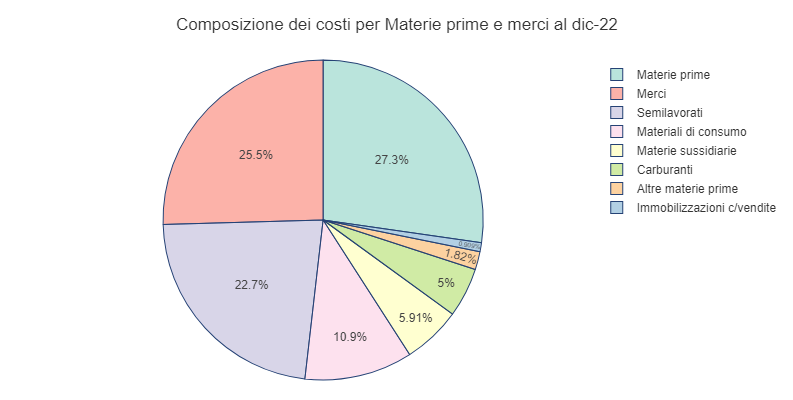 Composizione dei costi per Materie prime e merci al dic-22
Materie prime
Merci
Semilavorati
Materiali di consumo
Materie sussidiarie
Carburanti
Altre materie prime
Immobilizzazioni c/vendite
25.5%
27.3%
0.909%
1.82%
5%
5.91%
10.9%
22.7%